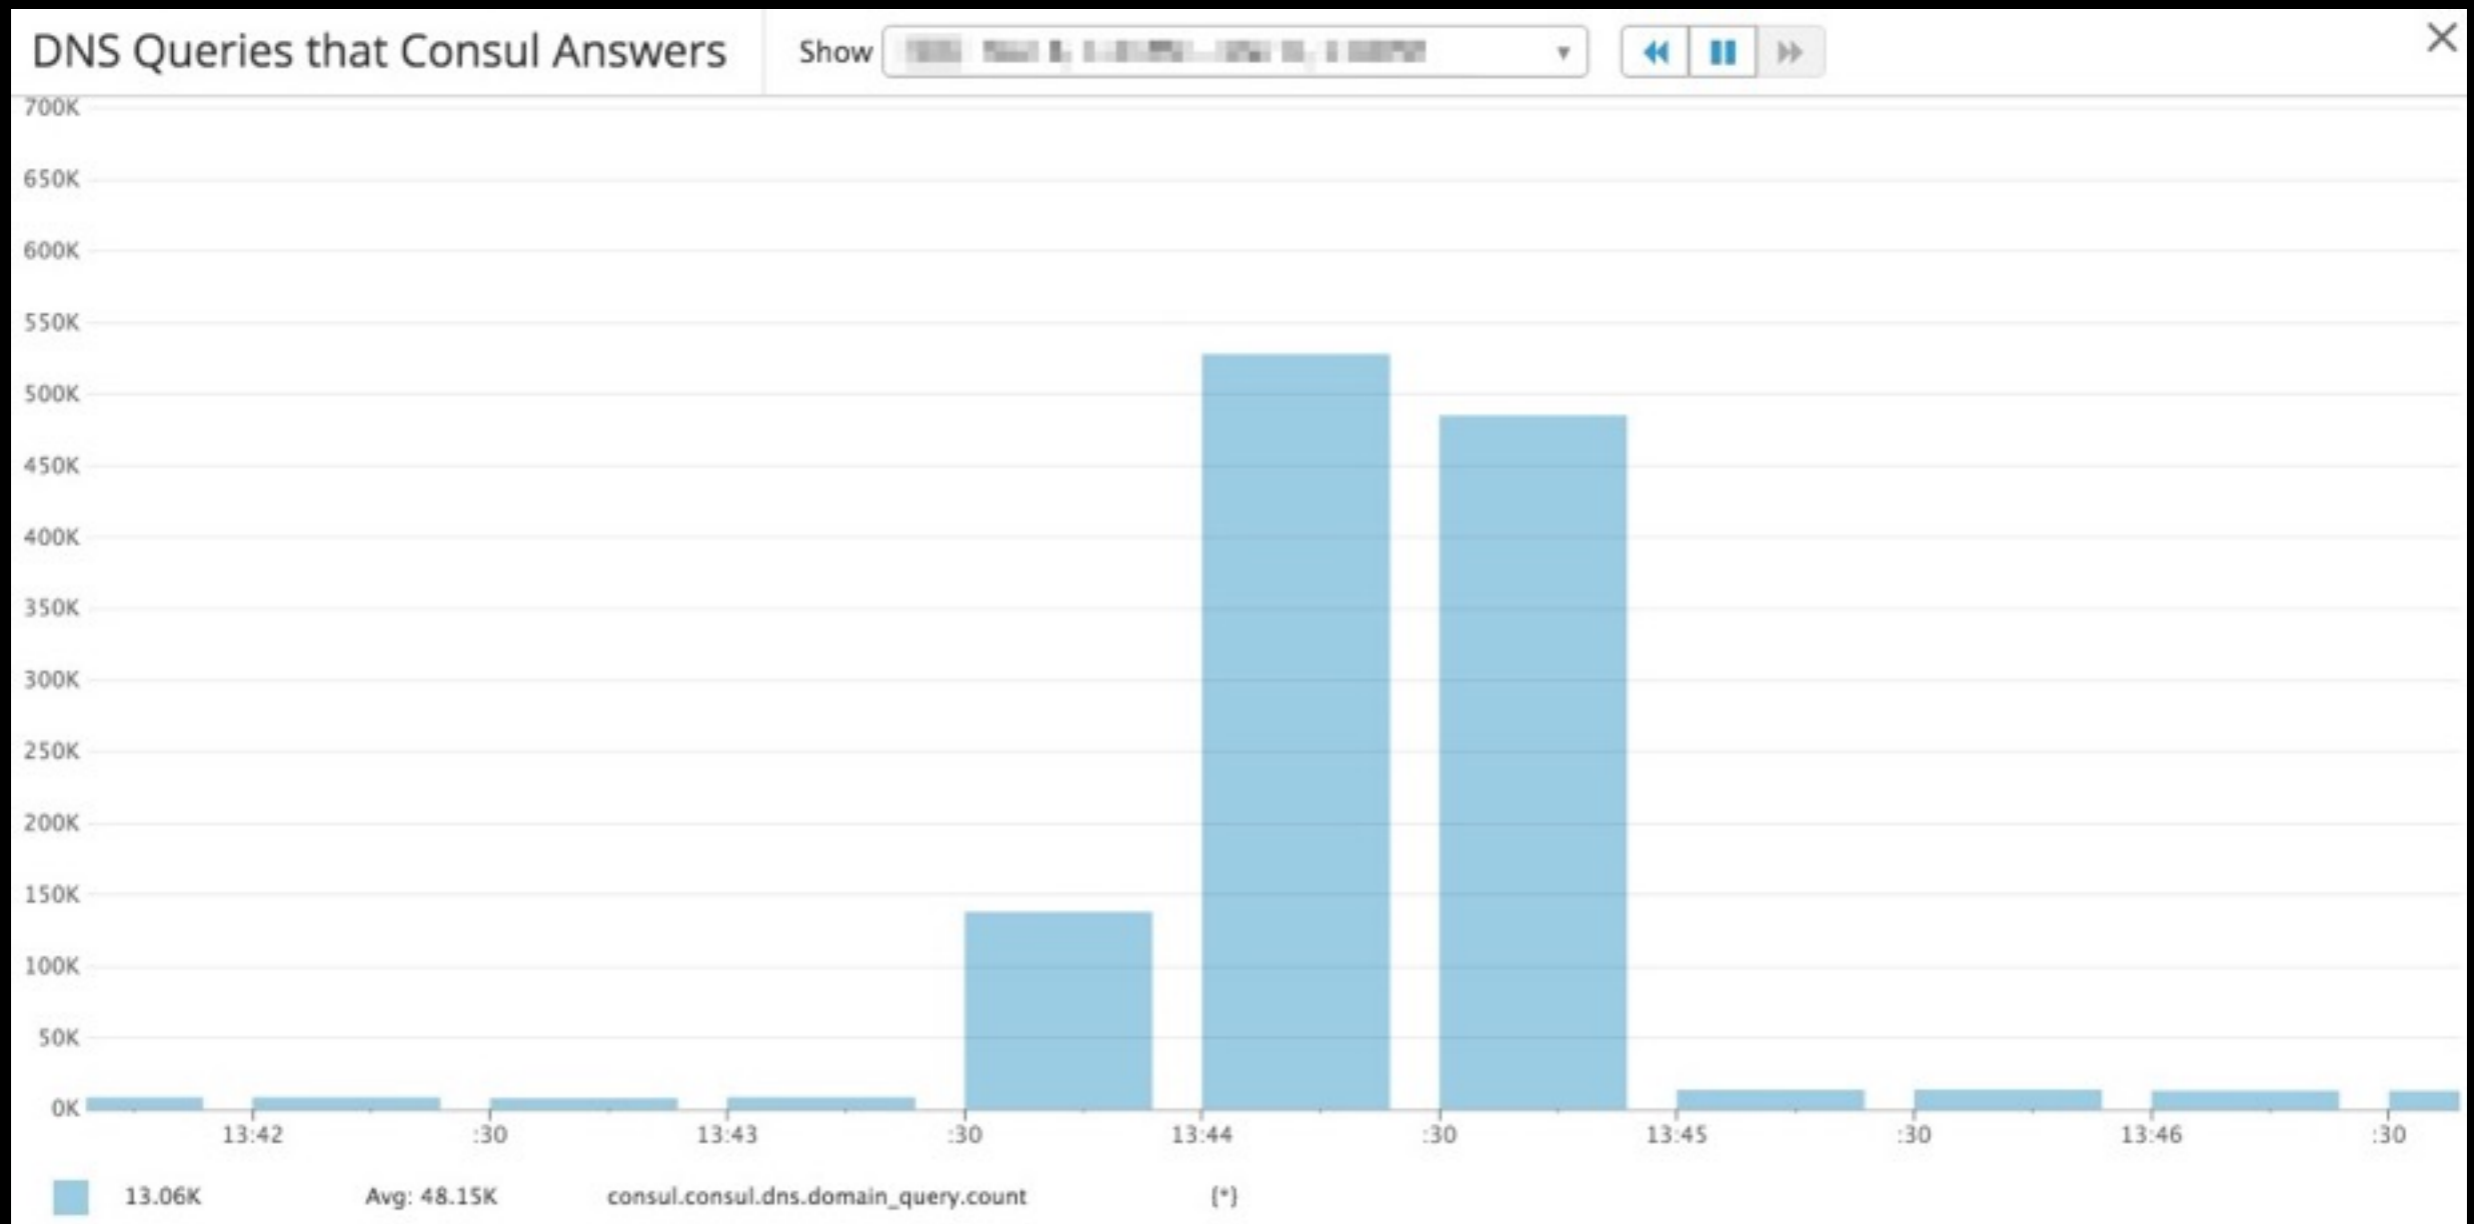 DNS Queries that Consul Answers Show
700K
650K
600K
550K
500K
450K
400K
350K
300K
250K
200K
150K
100K
50K
0K
13:42 :30 13:43 :30 13:44 :30 13:45 :30 13:46 :30
13.06K Avg: 48.15K consul.consul.dns.domain_query.count {*}